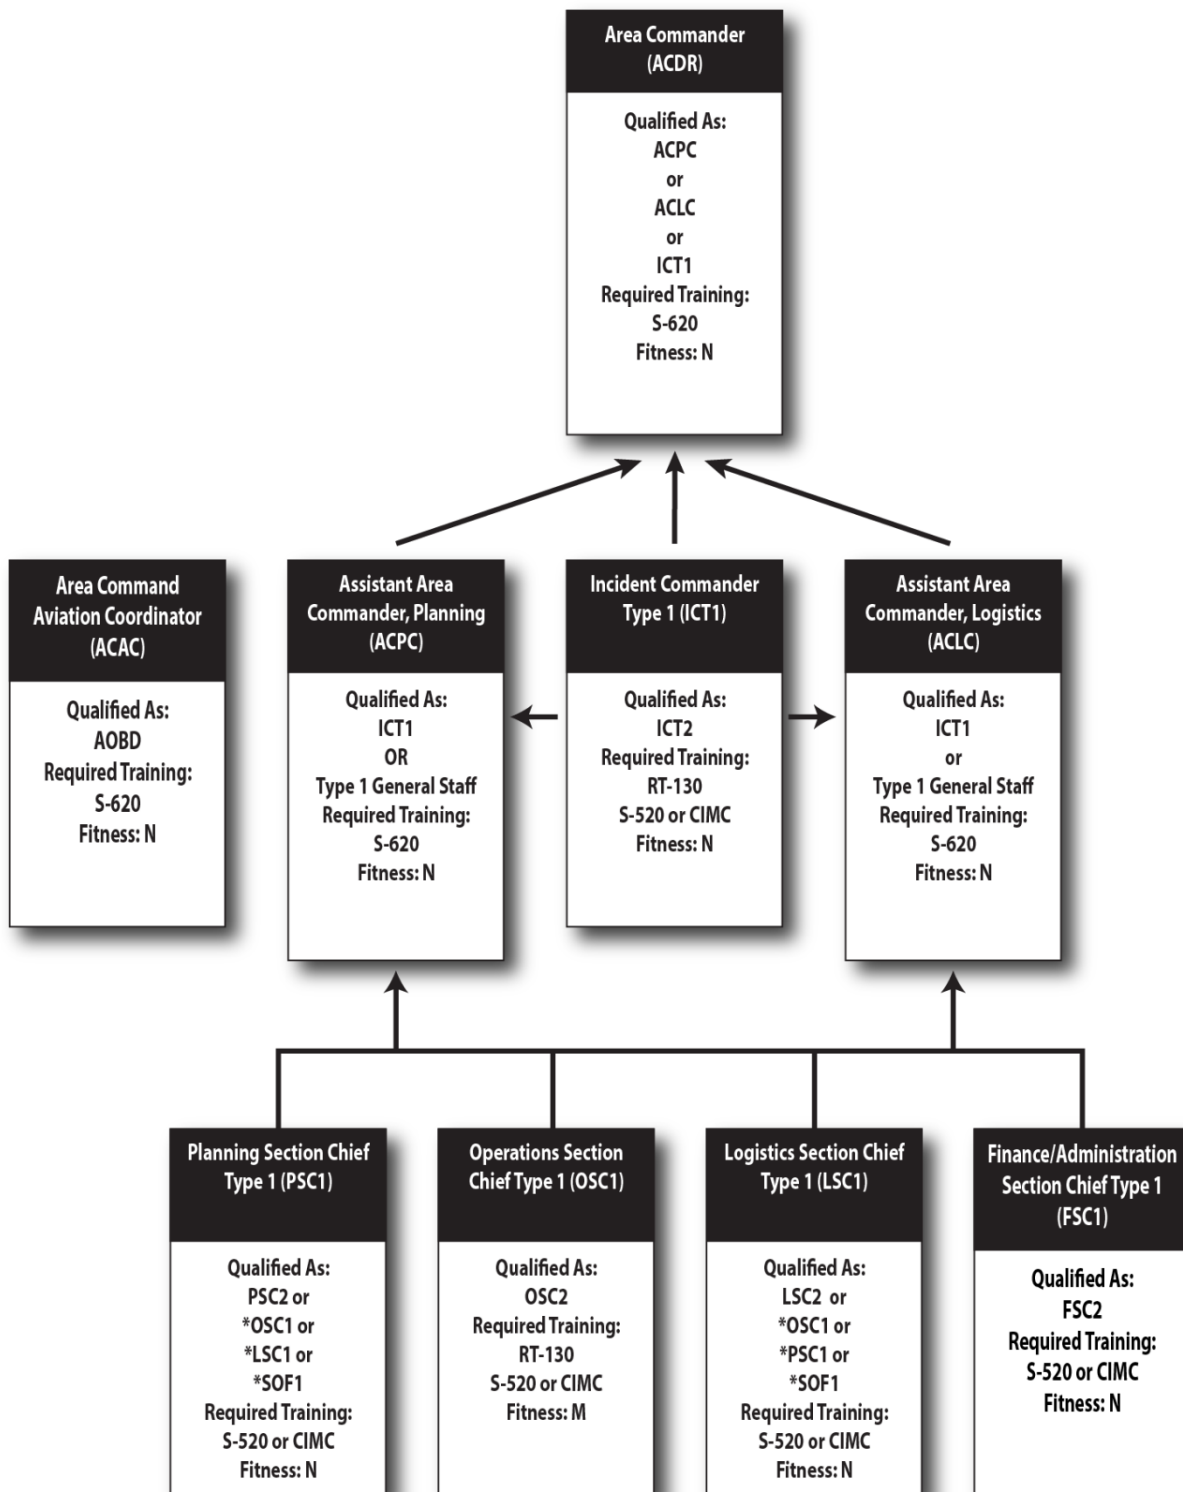 Area Commander
(ACDR)
Qualified As:
ACPC
or
ACLC
or
ICT1
Required Training:
S-620
Fitness: N
Area Command
Aviation Coordinator
(ACAC)
Qualified As:
AOBD
Required Training:
S-620
Fitness: N
Assistant Area
Commander, Planning
(ACPC)
Qualified As:
ICT1
OR
Type 1 General Staff
Required Training:
S-620
Fitness: N
Incident Commander
Type 1 (ICT1)
Qualified As:
ICT2
Required Training:
RT-130
S-520 or CIMC
Fitness: N
Assistant Area
Commander, Logistics
(ACLC)
Qualified As:
ICT1
or
Type 1 General Staff
Required Training:
S-620
Fitness: N
Planning Section Chief
Type 1 (PSC1)
Qualified As:
PSC2 or
*OSC1 or
*LSC1 or
*SOF1
Required Training:
S-520 or CIMC
Fitness: N
Operations Section
Chief Type 1 (OSC1)
Qualified As:
OSC2
Required Training:
RT-130
S-520 or CIMC
Fitness: M
Logistics Section Chief
Type 1 (LSC1)
Qualified As:
LSC2 or
*OSC1 or
*PSC1 or
*SOF1
Required Training:
S-520 or CIMC
Fitness: N
Finance/Administration
Section Chief Type 1
(FSC1)
Qualified As:
FSC2
Required Training:
S-520 or CIMC
Fitness: N